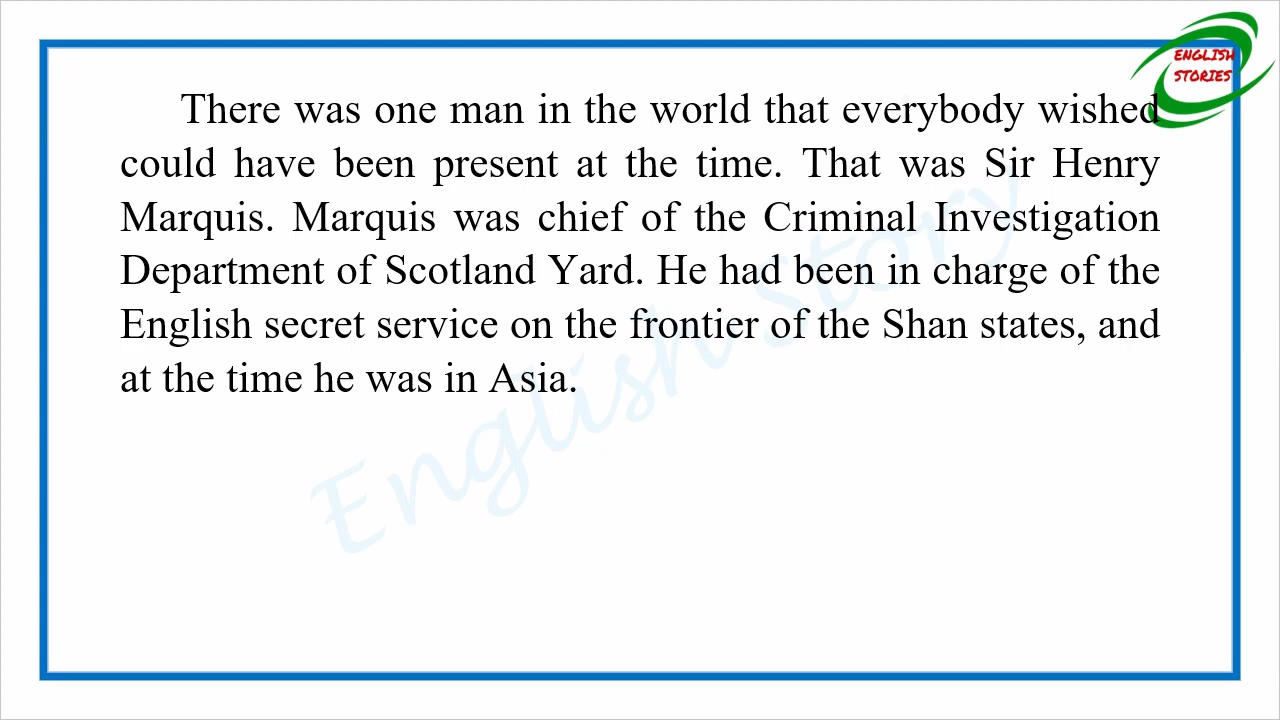 ENGLISH
STORIES
There was one man in the world that everybody wished
could have been present at the time. That was Sir Henry
Marquis. Marquis was chief of the Criminal Investigation
Department of Scotland Yard. He had been in charge of the
English secret service on the frontier of the Shan states, and
at the time he was in Asia.
English Story